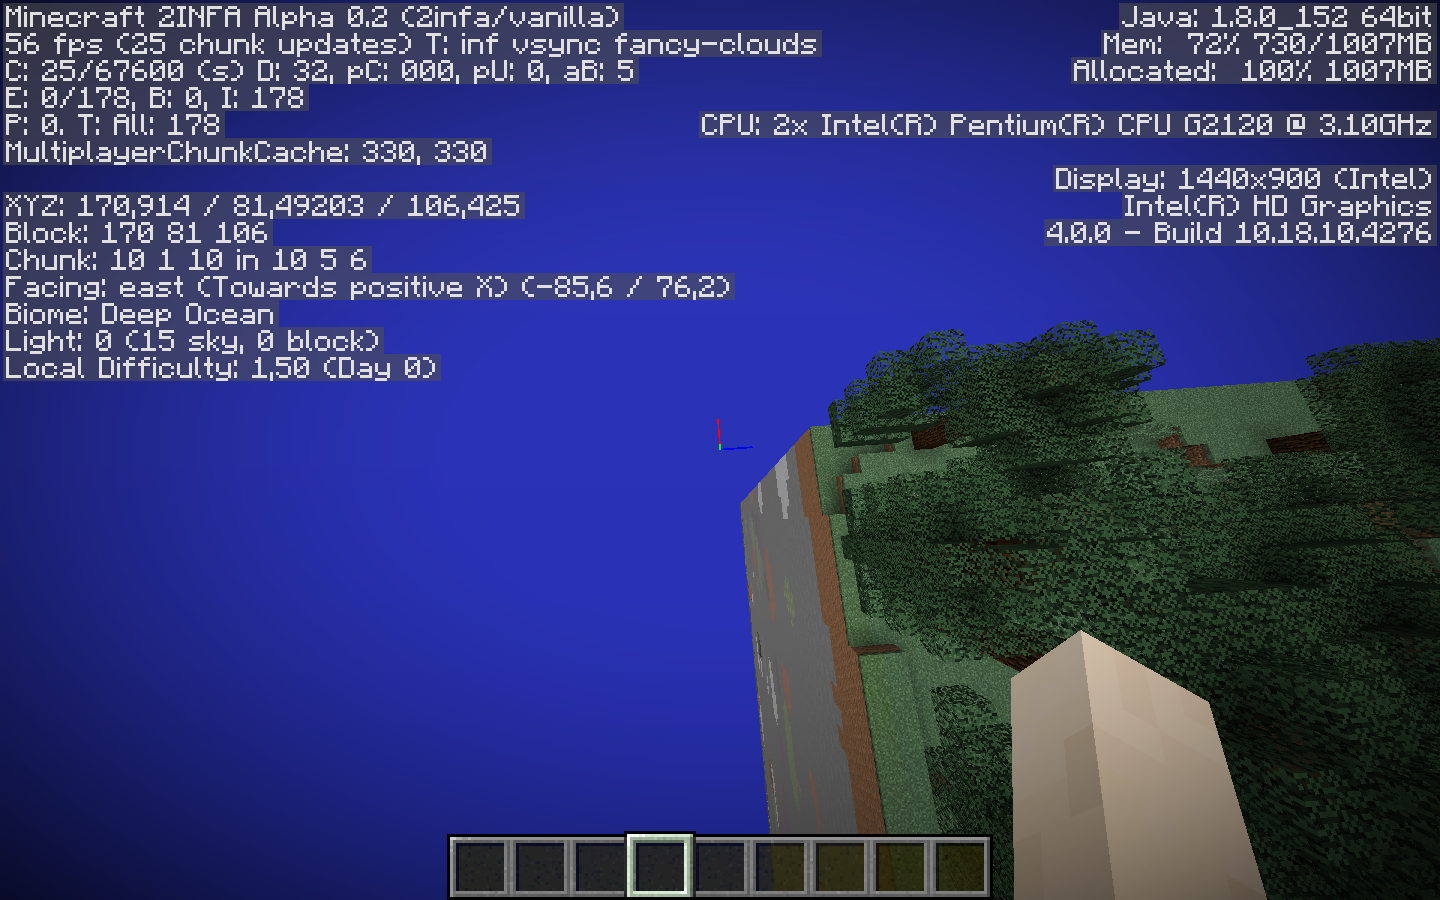 Minecraft 2INFA Alpha 0.2 (2infa/vanilla)
56 fps (25 chunk updates) T: inf vsync fancy-clouds
C: 25/67600 (s) D: 32, pC: 000, pU: 0, aB: 5
E: 0/178, B: 0, I: 178
P: 0. T: All: 178
MultiplayerChunkCache: 330, 330
XYZ: 170,914 / 81,49203 / 106,425
Block: 170 81 106
Chunk: 10 1 10 in 10 5 6
Facing: east (Towards positive X) (-85,6 / 76,2)
Biome: Deep Ocean
Light: 0 (15 sky, 0 block)
Local Difficulty: 1,50 (Day 0)
Java: 1.8.0_152 64bit
Mem: 72% 730/1007MB
Allocated: 100% 1007MB
CPU: 2x Intel(R) Pentium(R) CPU G2120 @ 3.10GHz
Display: 1440x900 (Intel)
Intel(R) HD Graphics
4.0.0 - Build 10.18.10.4276